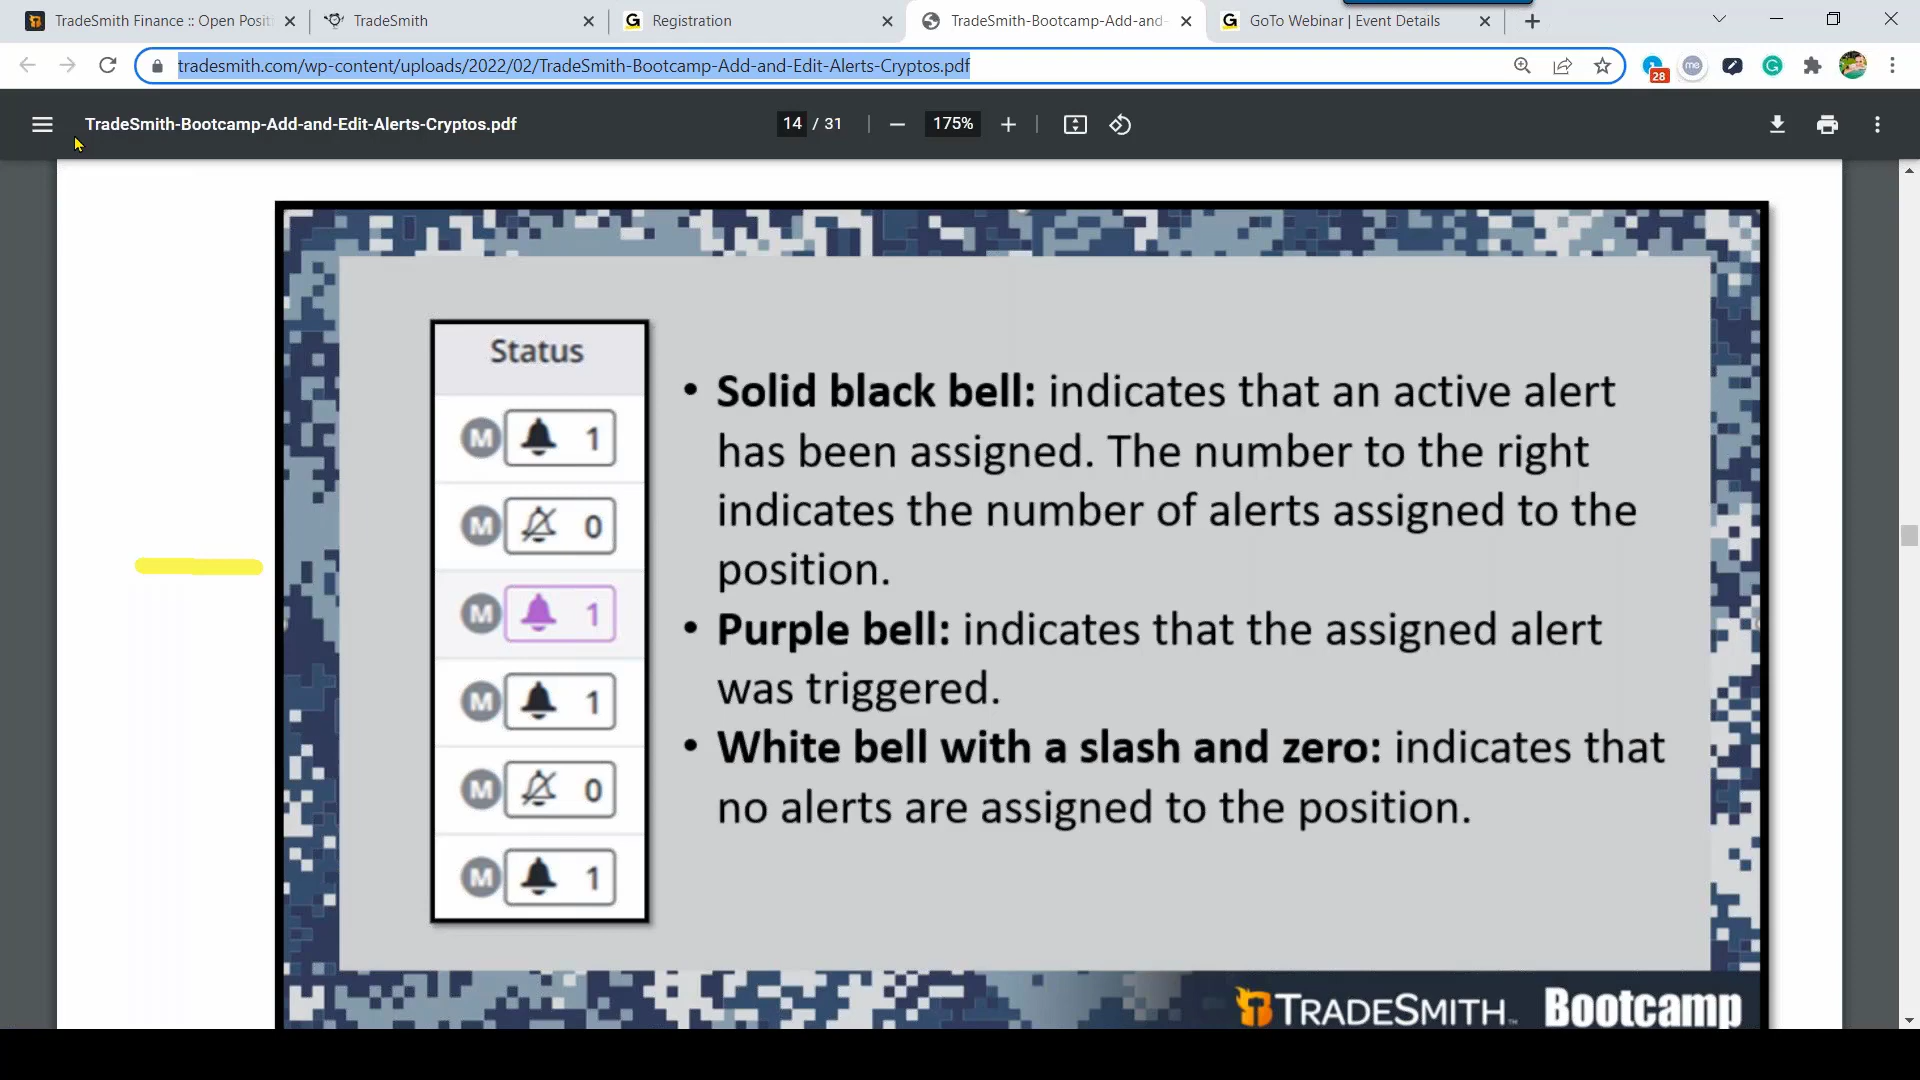 TradeSmith Finance :: Open Posit
TradeSmith
Registration
TradeSmith-Bootcamp-Add-and-
GoTo Webinar | Event Details
tradesmith.com/wp-content/uploads/2022/02/TradeSmith-Bootcamp-Add-and-Edit-Alerts-Cryptos.pdf
28
me
TradeSmith-Bootcamp-Add-and-Edit-Alerts-Cryptos.pdf
14 / 31
175%
Status
M 1
M 0
M 1
M 1
M 0
M 1
• Solid black bell: indicates that an active alert
has been assigned. The number to the right
indicates the number of alerts assigned to the
position.
• Purple bell: indicates that the assigned alert
was triggered.
• White bell with a slash and zero: indicates that
no alerts are assigned to the position.
TRADESMITH™ Bootcamp